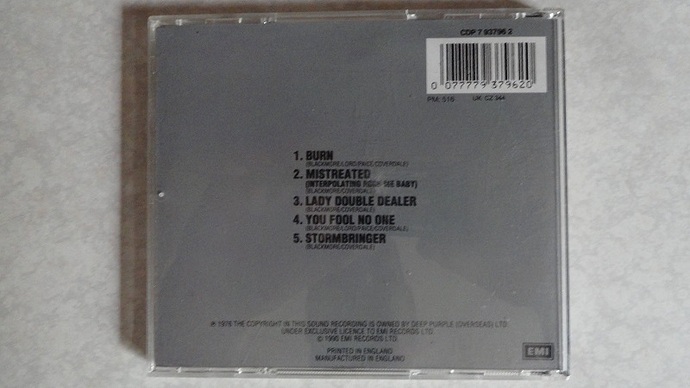 CDP 7 93796 2
0 077779 379620
PM: 516 UK: CZ 344
1. BURN
(BLACKMORE/LORD/PAICE/COVERDALE)
2. MISTREATED
(INTERPOLATING ROCK ME BABY)
(BLACKMORE/COVERDALE)
3. LADY DOUBLE DEALER
(BLACKMORE/COVERDALE)
4. YOU FOOL NO ONE
(BLACKMORE/LORD/PAICE/COVERDALE)
5. STORMBRINGER
(BLACKMORE/COVERDALE)
℗ 1976 THE COPYRIGHT IN THIS SOUND RECORDING IS OWNED BY DEEP PURPLE (OVERSEAS) LTD
UNDER EXCLUSIVE LICENCE TO EMI RECORDS LTD.
© 1990 EMI RECORDS LTD.
PRINTED IN ENGLAND
MANUFACTURED IN ENGLAND
EMI